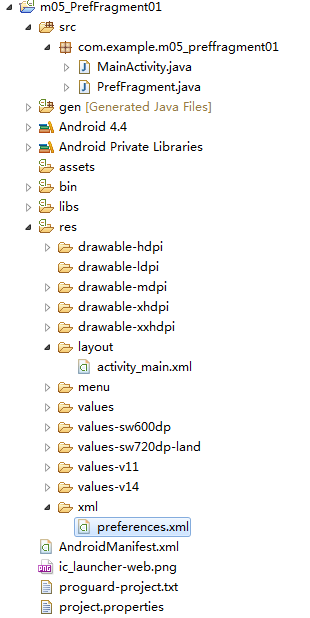 m05_PrefFragment01
src
com.example.m05_preffragment01
MainActivity.java
PrefFragment.java
gen [Generated Java Files]
Android 4.4
Android Private Libraries
assets
bin
libs
res
drawable-hdpi
drawable-ldpi
drawable-mdpi
drawable-xhdpi
drawable-xxhdpi
layout
activity_main.xml
menu
values
values-sw600dp
values-sw720dp-land
values-v11
values-v14
xml
preferences.xml
AndroidManifest.xml
ic_launcher-web.png
proguard-project.txt
project.properties